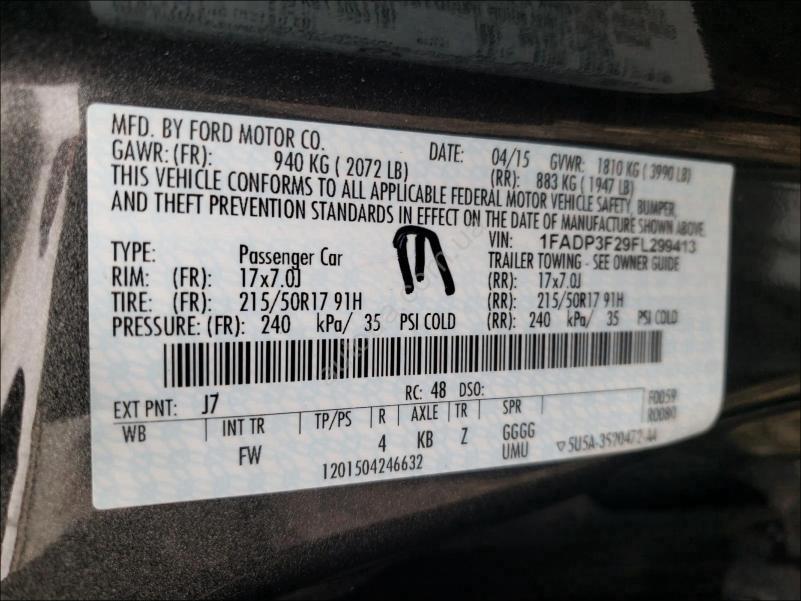 MFD. BY FORD MOTOR CO.
DATE: 04/15 GVWR: 1810 KG ( 3990 LB)
GAWR: (FR): 940 KG ( 2072 LB) (RR): 883 KG ( 1947 LB)
THIS VEHICLE CONFORMS TO ALL APPLICABLE FEDERAL MOTOR VEHICLE SAFETY, BUMPER,
AND THEFT PREVENTION STANDARDS IN EFFECT ON THE DATE OF MANUFACTURE SHOWN ABOVE.
VIN: 1FADP3F29FL299413
TYPE: Passenger Car TRAILER TOWING - SEE OWNER GUIDE
RIM: (FR): 17x7.0J (RR): 17x7.0J
TIRE: (FR): 215/50R17 91H (RR): 215/50R17 91H
PRESSURE: (FR): 240 kPa/ 35 PSI COLD (RR): 240 kPa/ 35 PSI COLD
EXT PNT: J7 RC: 48 DSO: F0059
R0080
WB INT TR TP/PS R AXLE TR SPR
FW 4 KB Z GGGG
UMU ▽ 5U5A-3520472-AA
1201504246632